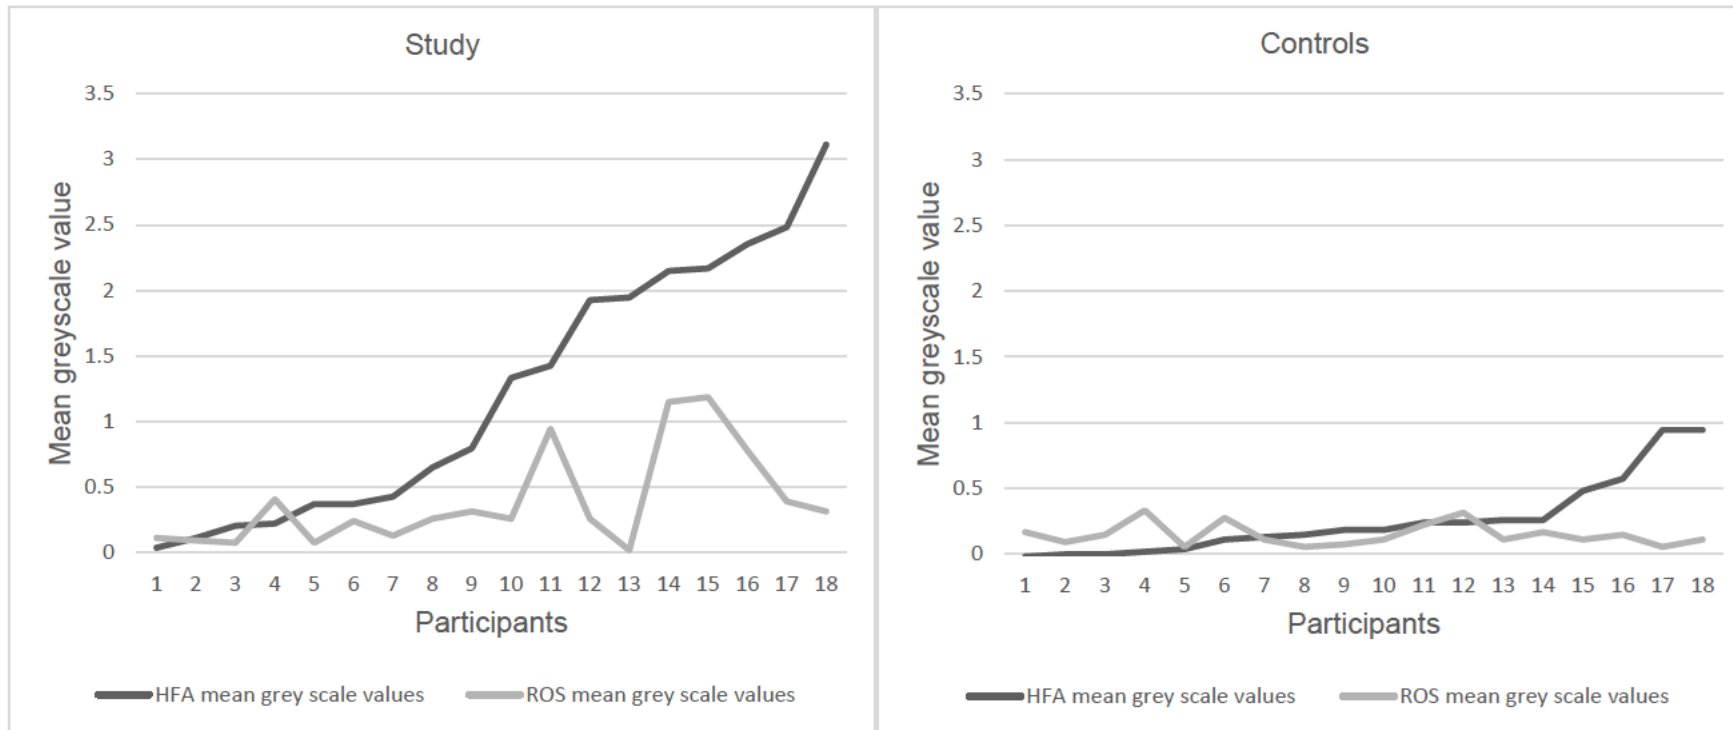 Study
Mean greyscale value
3.5
3
2.5
2
1.5
1
0.5
0
1 2 3 4 5 6 7 8 9 10 11 12 13 14 15 16 17 18
Participants
HFA mean grey scale values ROS mean grey scale values
Controls
Mean greyscale value
3.5
3
2.5
2
1.5
1
0.5
0
1 2 3 4 5 6 7 8 9 10 11 12 13 14 15 16 17 18
Participants
HFA mean grey scale values ROS mean grey scale values